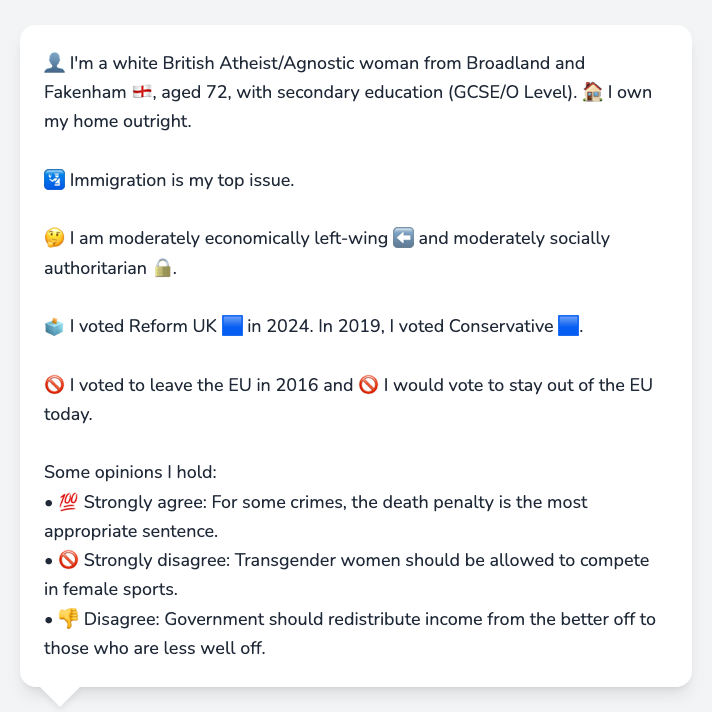 👤 I'm a white British Atheist/Agnostic woman from Broadland and
Fakenham 🏴󠁧󠁢󠁥󠁮󠁧󠁿, aged 72, with secondary education (GCSE/O Level). 🏠 I own
my home outright.
🛂 Immigration is my top issue.
🤔 I am moderately economically left-wing ⬅️ and moderately socially
authoritarian 🔒.
🗳️ I voted Reform UK 🟦 in 2024. In 2019, I voted Conservative 🟦.
🚫 I voted to leave the EU in 2016 and 🚫 I would vote to stay out of the EU
today.
Some opinions I hold:
• 💯 Strongly agree: For some crimes, the death penalty is the most
appropriate sentence.
• 🚫 Strongly disagree: Transgender women should be allowed to compete
in female sports.
• 👎 Disagree: Government should redistribute income from the better off to
those who are less well off.